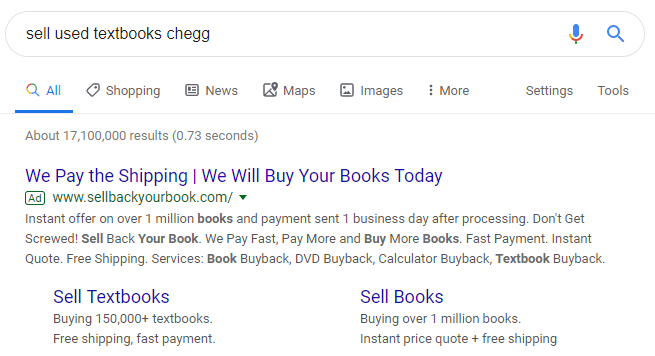 sell used textbooks chegg
All Shopping News Maps Images More Settings Tools
About 17,100,000 results (0.73 seconds)
We Pay the Shipping | We Will Buy Your Books Today
Ad www.sellbackyourbook.com/
Instant offer on over 1 million books and payment sent 1 business day after processing. Don't Get
Screwed! Sell Back Your Book. We Pay Fast, Pay More and Buy More Books. Fast Payment. Instant
Quote. Free Shipping. Services: Book Buyback, DVD Buyback, Calculator Buyback, Textbook Buyback.
Sell Textbooks
Buying 150,000+ textbooks.
Free shipping, fast payment.
Sell Books
Buying over 1 million books.
Instant price quote + free shipping